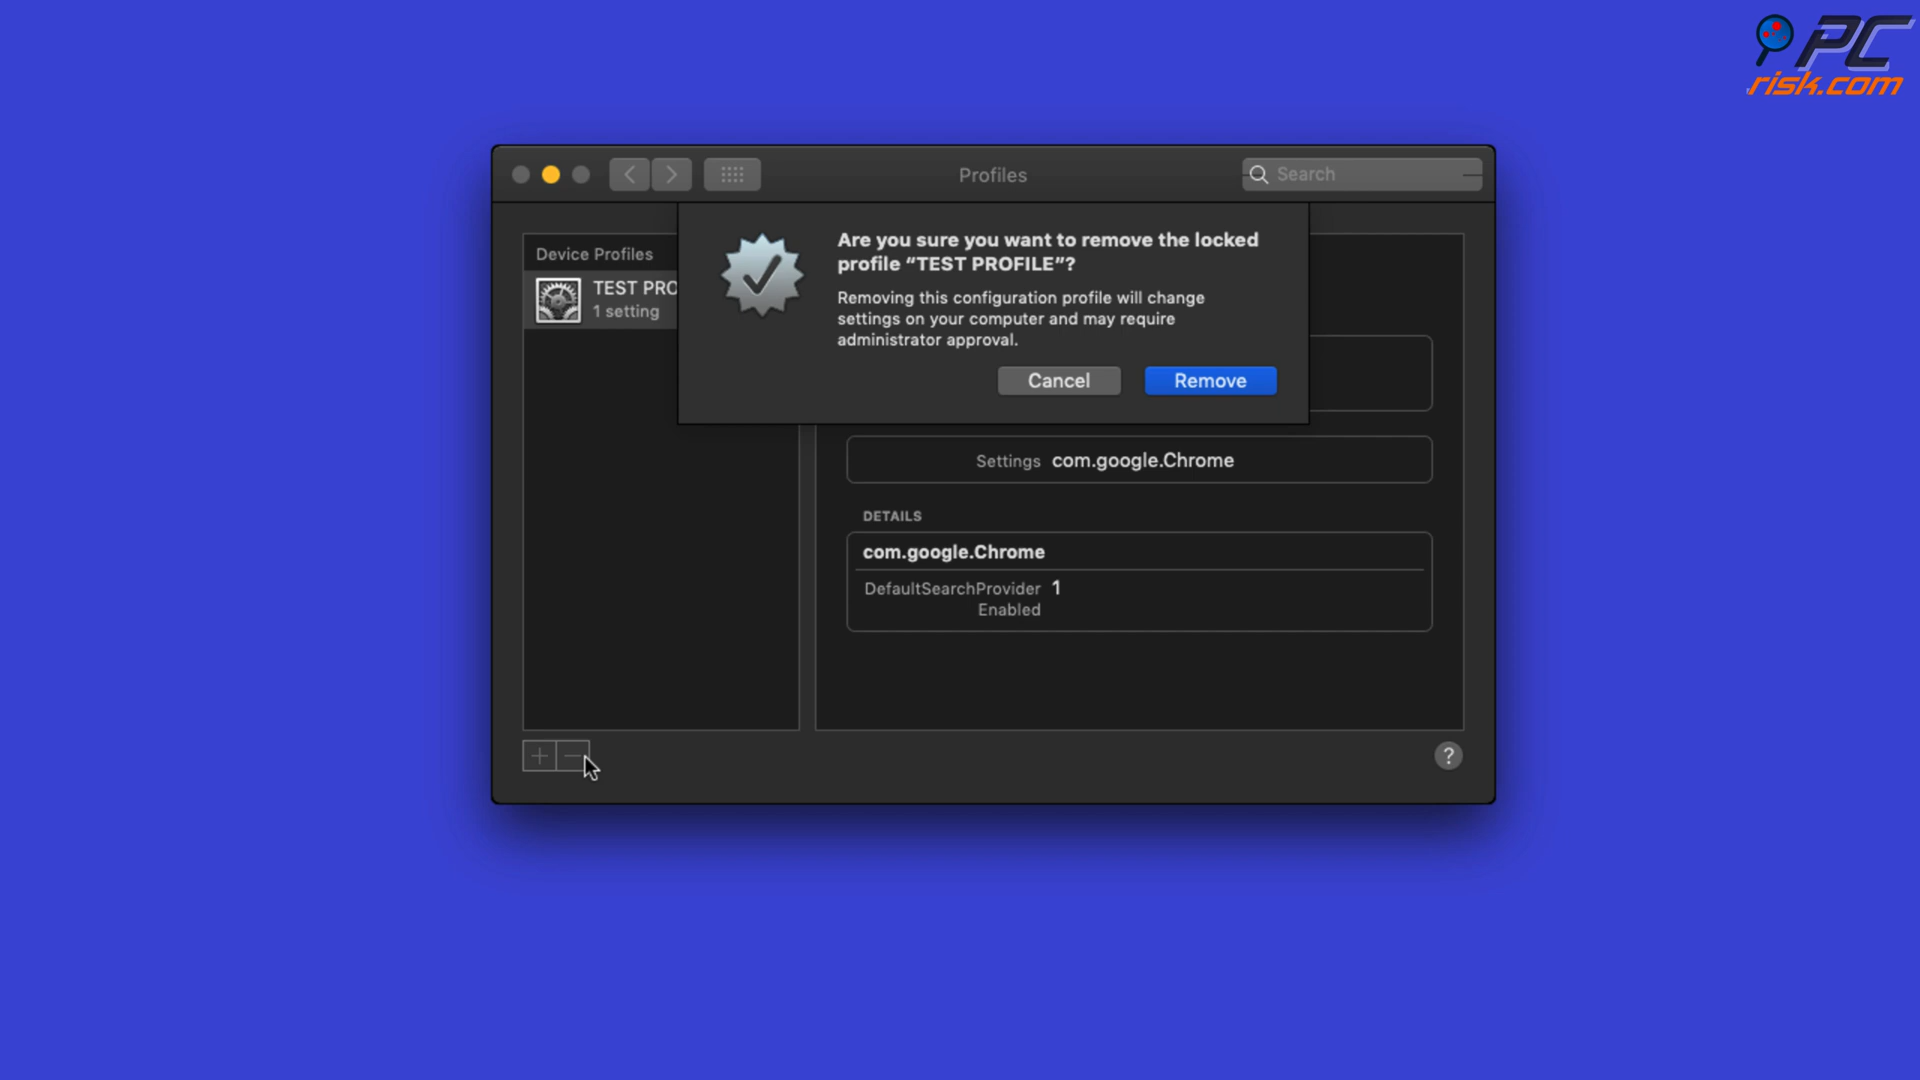 PC
risk.com
Profiles
Search
Device Profiles
TEST PRO
1 setting
Are you sure you want to remove the locked
profile “TEST PROFILE”?
Removing this configuration profile will change
settings on your computer and may require
administrator approval.
Cancel
Remove
Settings com.google.Chrome
DETAILS
com.google.Chrome
DefaultSearchProvider 1
Enabled
?